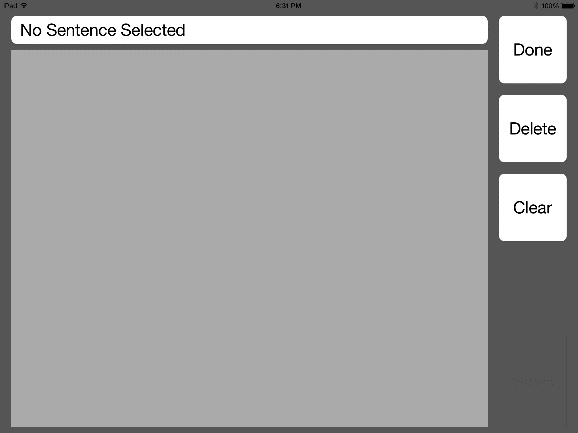 iPad 6:31 PM 100%
No Sentence Selected
Done
Delete
Clear